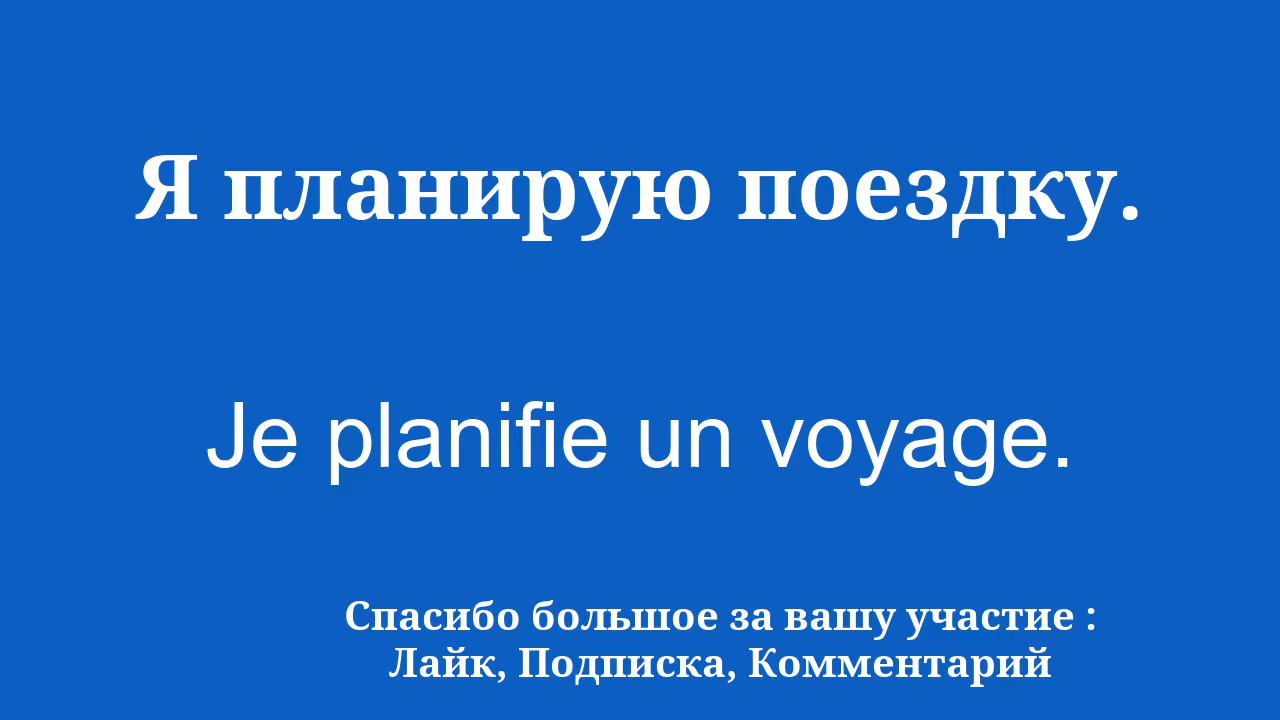 Я планирую поездку.
Je planifie un voyage.
Спасибо большое за вашу участие :
Лайк, Подписка, Комментарий